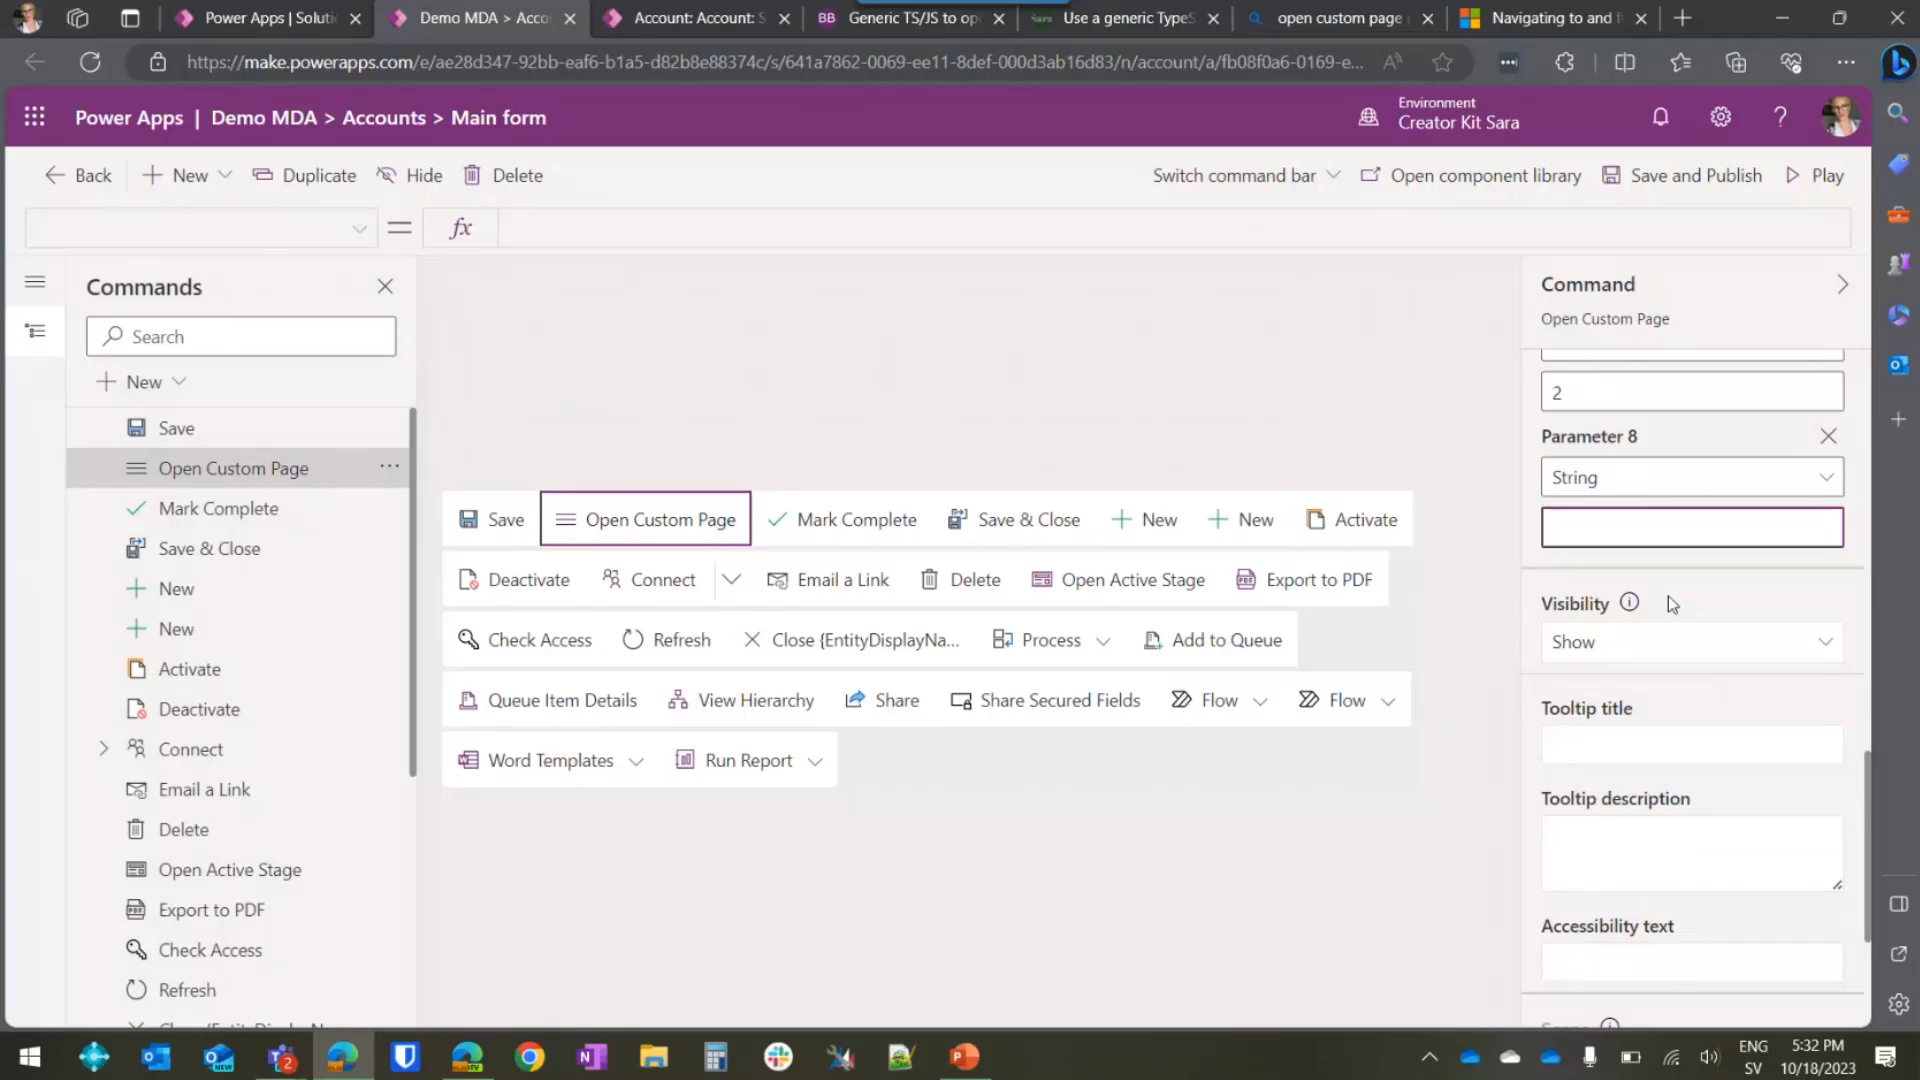 Power Apps | Soluti
Demo MDA > Accou
Account: Account: S
BB
Generic TS/JS to op
Use a generic TypeS
open custom page
Navigating to and f
https://make.powerapps.com/e/ae28d347-92bb-eaf6-b1a5-d82b8e88374c/s/641a7862-0069-ee11-8def-000d3ab16d83/n/account/a/fb08f0a6-0169-e...
Power Apps | Demo MDA > Accounts > Main form
Environment
Creator Kit Sara
Back
New
Duplicate
Hide
Delete
Switch command bar
Open component library
Save and Publish
Play
= fx
Commands
Search
New
Save
Open Custom Page
Mark Complete
Save & Close
New
New
Activate
Deactivate
Connect
Email a Link
Delete
Open Active Stage
Export to PDF
Check Access
Refresh
Save
Open Custom Page
Mark Complete
Save & Close
New
New
Activate
Deactivate
Connect
Email a Link
Delete
Open Active Stage
Export to PDF
Check Access
Refresh
Close {EntityDisplayNa...
Process
Add to Queue
Queue Item Details
View Hierarchy
Share
Share Secured Fields
Flow
Flow
Word Templates
Run Report
Command
Open Custom Page
2
Parameter 8
String
Visibility
Show
Tooltip title
Tooltip description
Accessibility text
ENG
SV
5:32 PM
10/18/2023